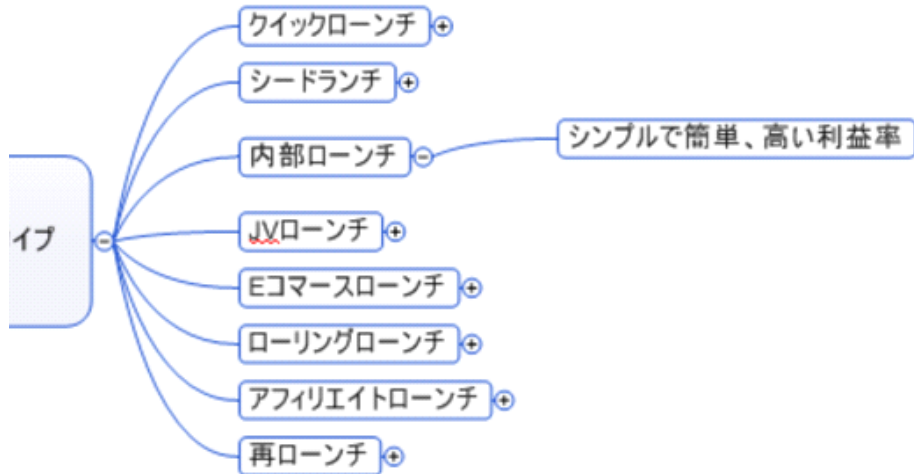 クイックローンチ
シードランチ
内部ローンチ
シンプルで簡単、高い利益率
イプ
JVローンチ
Eコマースローンチ
ローリングローンチ
アフィリエイトローンチ
再ローンチ